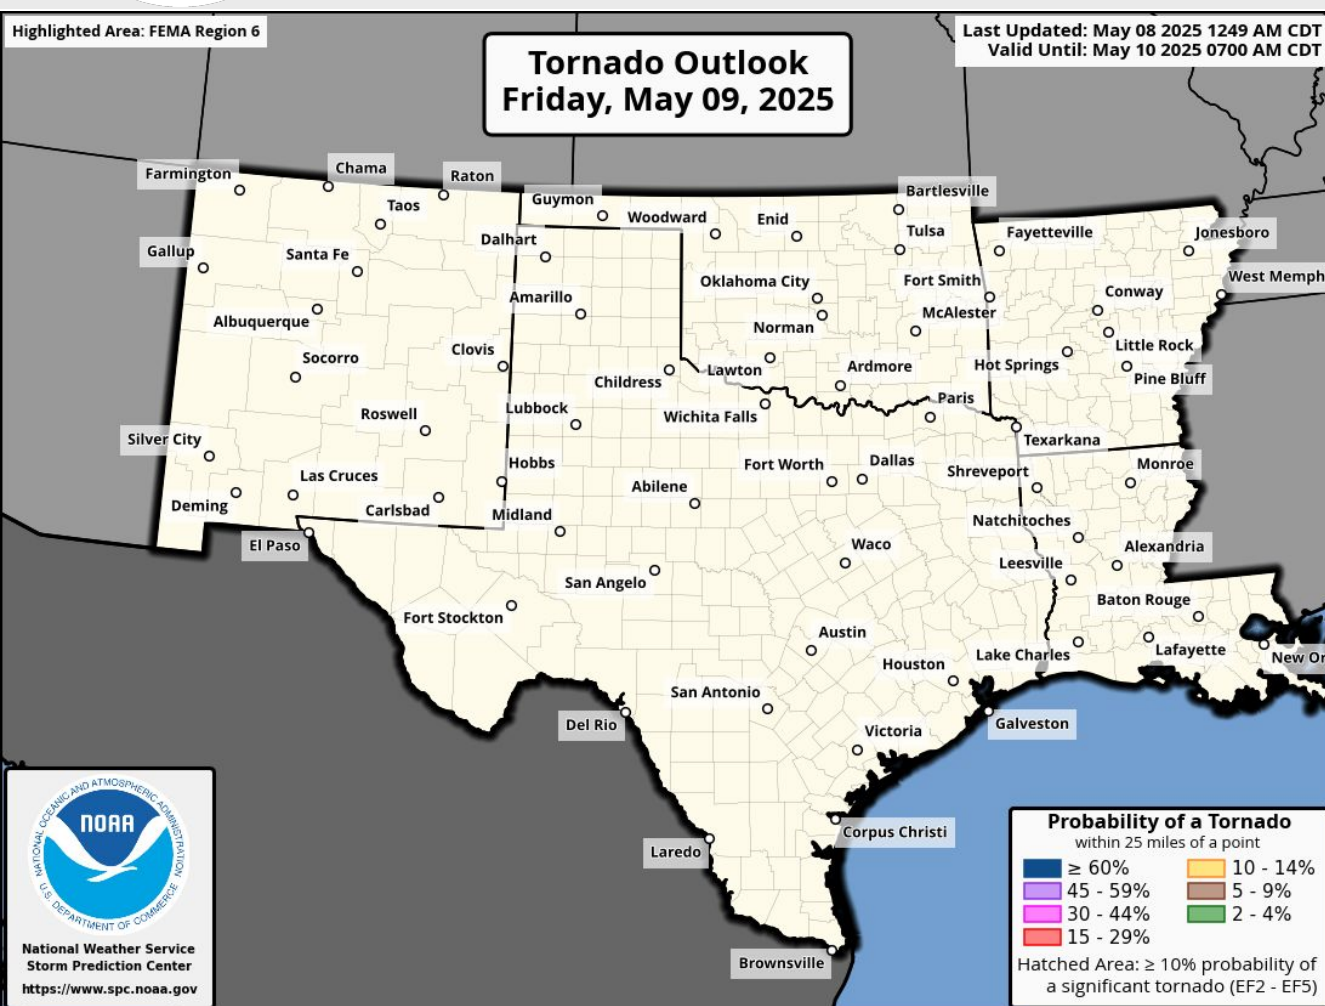 Highlighted Area: FEMA Region 6
Last Updated: May 08 2025 1249 AM CDT
Valid Until: May 10 2025 0700 AM CDT
Tornado Outlook
Friday, May 09, 2025
Farmington
Chama
Raton
Taos
Guymon
Woodward
Enid
Bartlesville
Tulsa
Fayetteville
Jonesboro
Gallup
Santa Fe
Dalhart
Oklahoma City
Fort Smith
West Memph
Conway
Amarillo
Albuquerque
Norman
McAlester
Little Rock
Socorro
Clovis
Childress
Lawton
Ardmore
Hot Springs
Pine Bluff
Roswell
Lubbock
Wichita Falls
Paris
Texarkana
Silver City
Las Cruces
Hobbs
Fort Worth
Dallas
Shreveport
Monroe
Deming
Carlsbad
Abilene
Midland
Natchitoches
El Paso
Waco
Alexandria
Leesville
San Angelo
Baton Rouge
Fort Stockton
Austin
Lake Charles
Lafayette
New Or
Houston
San Antonio
Del Rio
Galveston
Victoria
Corpus Christi
Laredo
Brownsville
NATIONAL OCEANIC AND ATMOSPHERIC ADMINISTRATION
NOAA
U.S. DEPARTMENT OF COMMERCE
National Weather Service
Storm Prediction Center
https://www.spc.noaa.gov
Probability of a Tornado
within 25 miles of a point
≥ 60%
45 - 59%
30 - 44%
15 - 29%
10 - 14%
5 - 9%
2 - 4%
Hatched Area: ≥ 10% probability of
a significant tornado (EF2 - EF5)